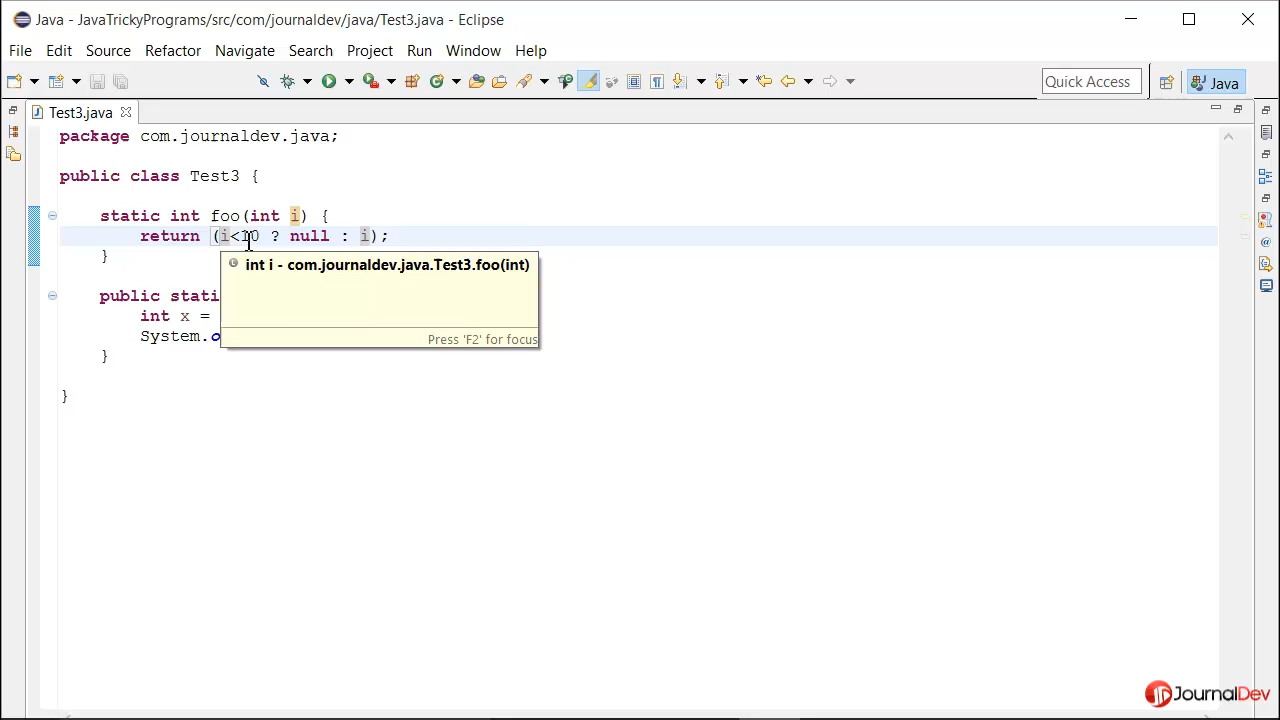 Java - JavaTrickyPrograms/src/com/journaldev/java/Test3.java - Eclipse
File Edit Source Refactor Navigate Search Project Run Window Help
Quick Access Java
Test3.java
package com.journaldev.java;
public class Test3 {
static int foo(int i) {
return (i<10 ? null : i);
}
int i - com.journaldev.java.Test3.foo(int)
public stati
int x =
System.o
Press 'F2' for focus
}
}
JD JournalDev